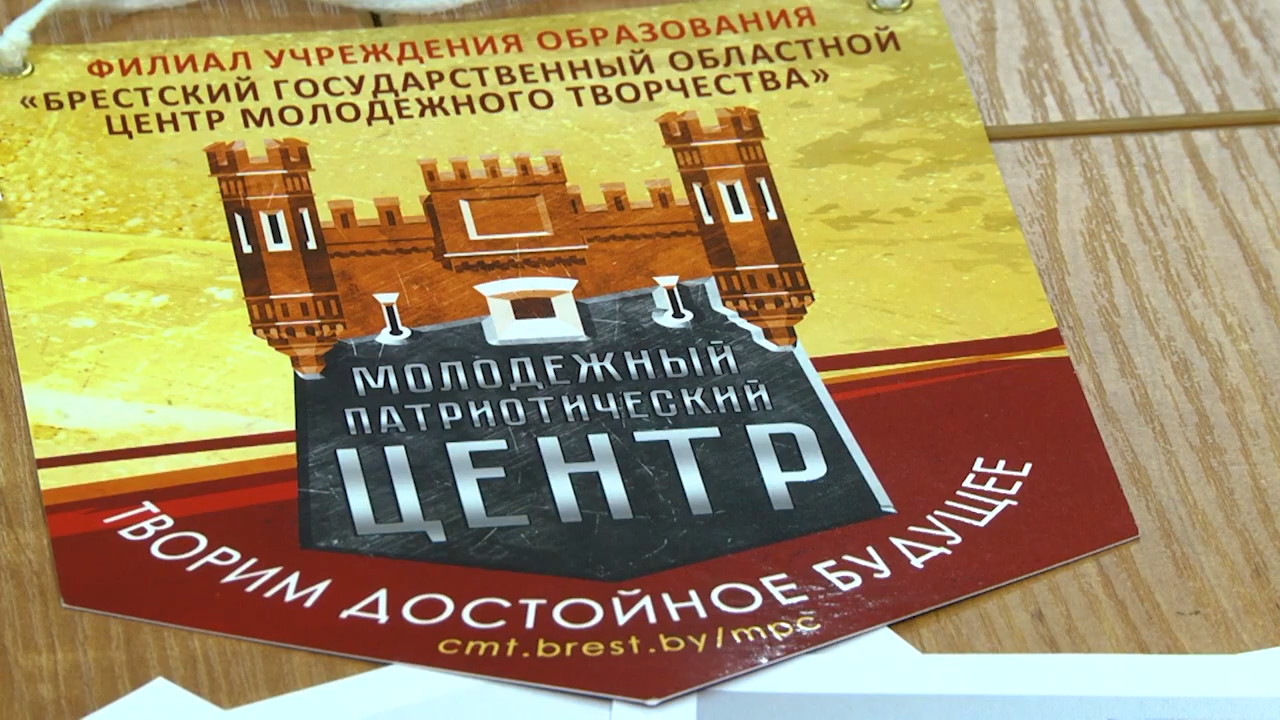 ФИЛИАЛ УЧРЕЖДЕНИЯ ОБРАЗОВАНИЯ
«БРЕСТСКИЙ ГОСУДАРСТВЕННЫЙ ОБЛАСТНОЙ
ЦЕНТР МОЛОДЕЖНОГО ТВОРЧЕСТВА»
МОЛОДЕЖНЫЙ
ПАТРИОТИЧЕСКИЙ
ЦЕНТР
ТВОРИМ ДОСТОЙНОЕ БУДУЩЕЕ
cmt.brest.by/mpc